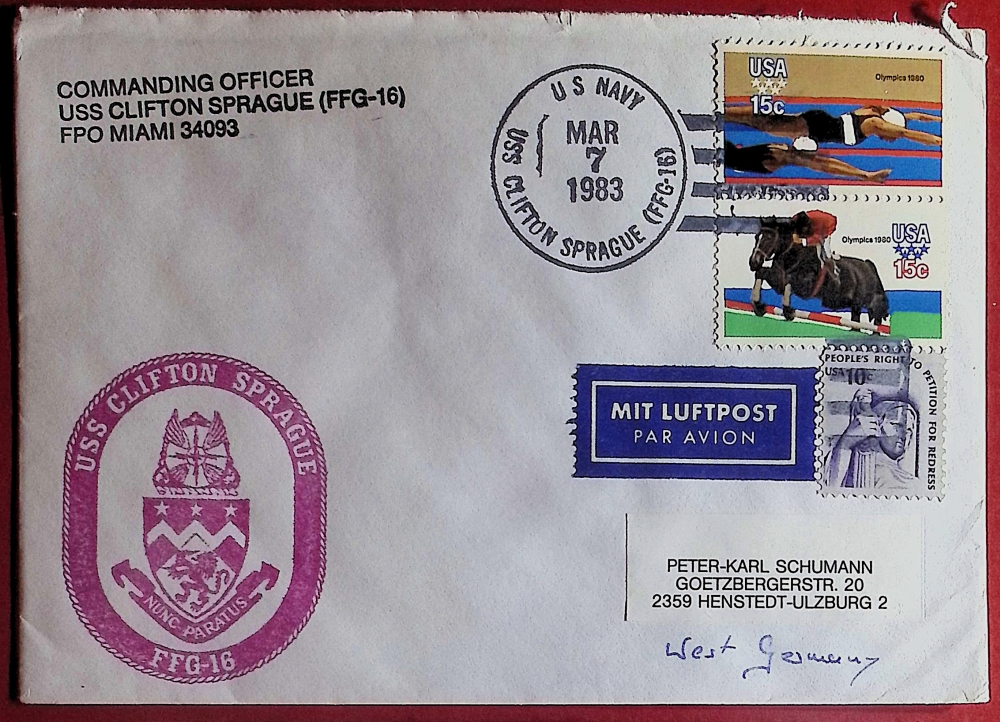 COMMANDING OFFICER
USS CLIFTON SPRAGUE (FFG-16)
FPO MIAMI 34093
U S NAVY
MAR
7
1983
USS CLIFTON SPRAGUE (FFG-16)
USA
15c
Olympics 1980
Olympics 1980
USA
15c
PEOPLE'S RIGHT TO PETITION FOR REDRESS
USA 10c
MIT LUFTPOST
PAR AVION
USS CLIFTON SPRAGUE
NUNC PARATUS
FFG-16
PETER-KARL SCHUMANN
GOETZBERGERSTR. 20
2359 HENSTEDT-ULZBURG 2
West Germany